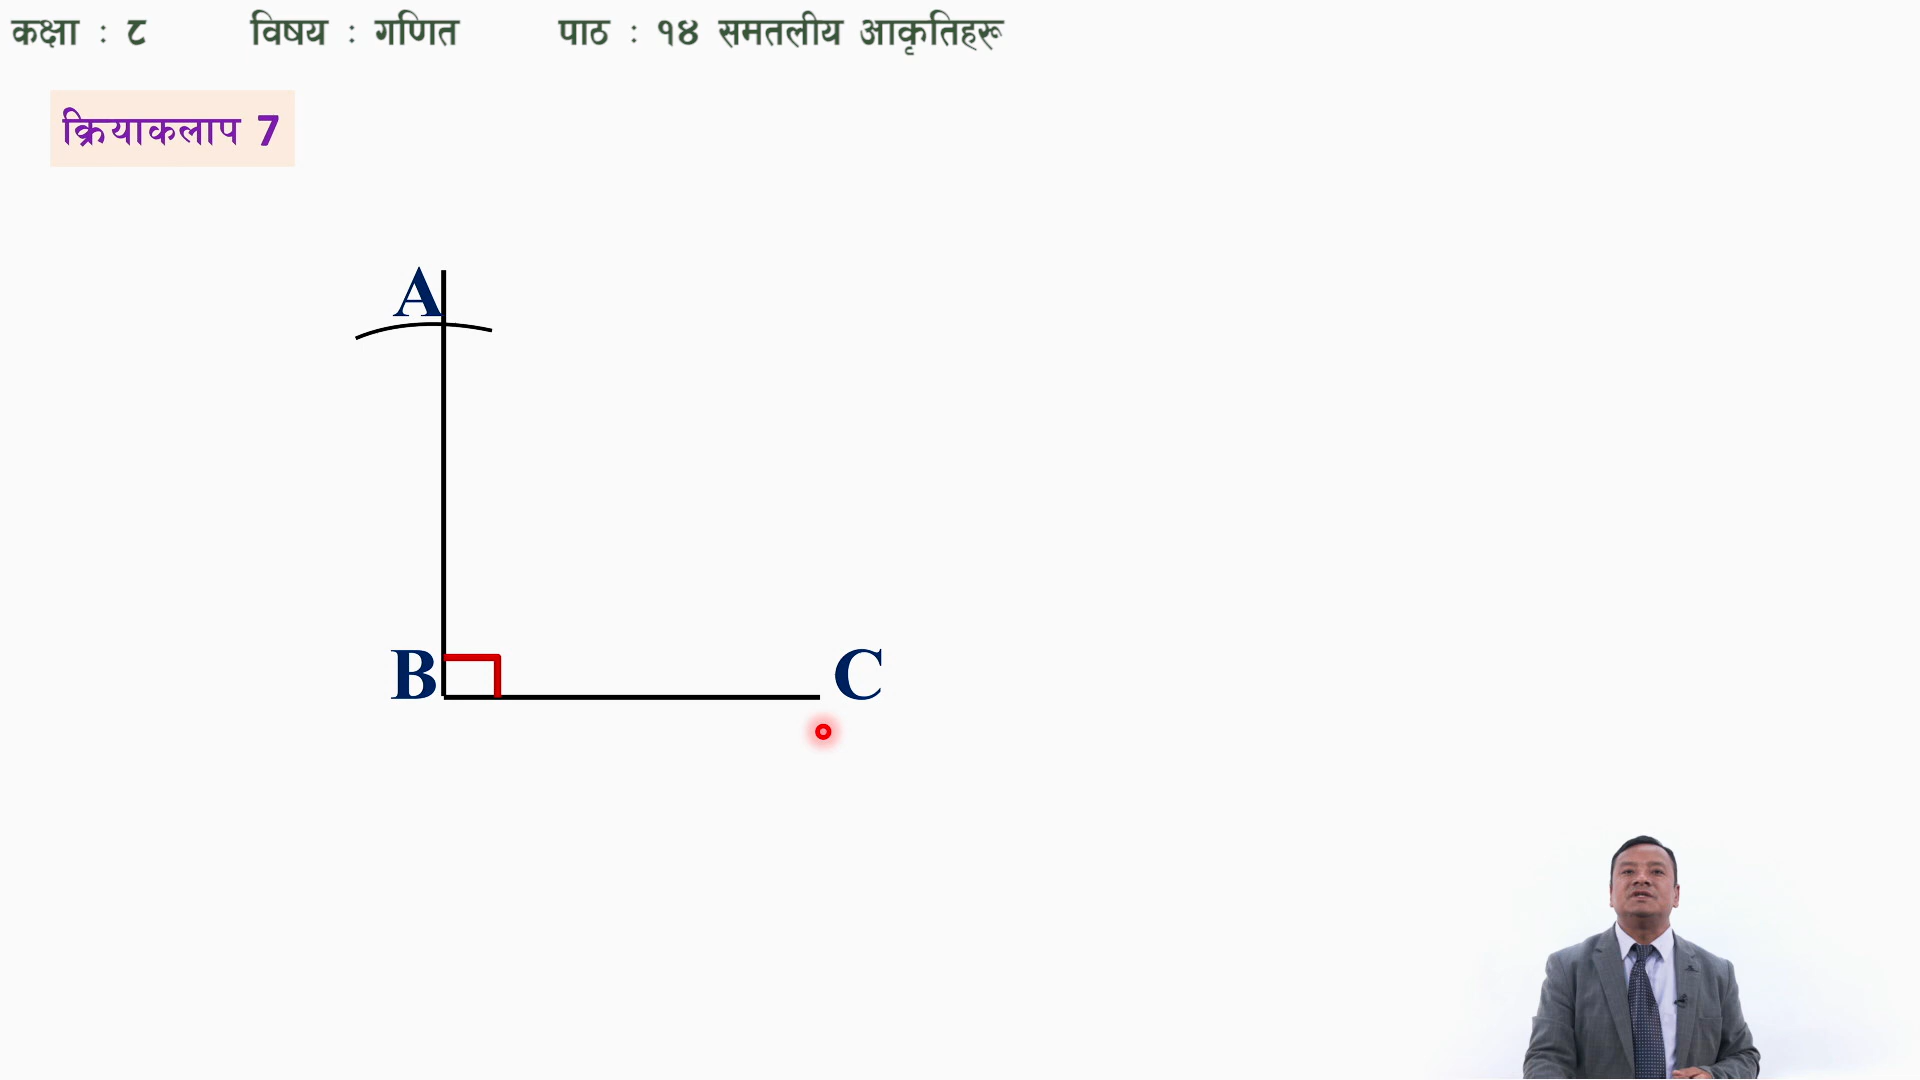 कक्षा : ८ विषय : गणित पाठ : १४ समतलीय आकृतिहरू
क्रियाकलाप 7
A
B
C